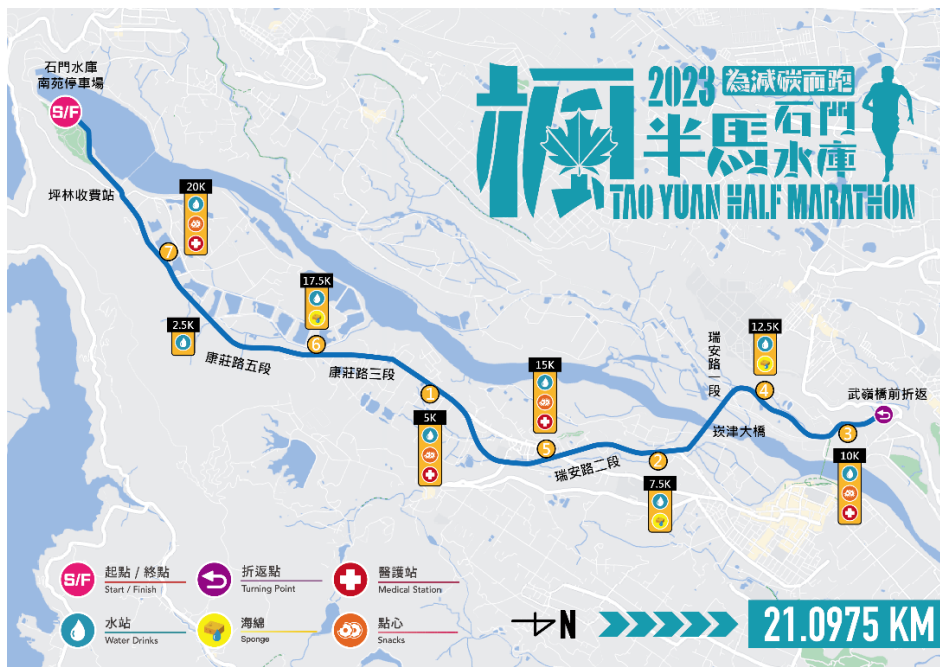 石門水庫
南苑停車場
S/F
坪林收費站
楓
2023 為減碳而跑
半馬 石門
水庫
TAO YUAN HALF MARATHON
20K
7
17.5K
2.5K
6
康莊路五段
康莊路三段
1
5K
15K
5
瑞安路二段
2
7.5K
瑞安路一段
12.5K
4
崁津大橋
武嶺橋前折返
3
10K
S/F 起點 / 終點
Start / Finish
折返點
Turning Point
醫護站
Medical Station
水站
Water Drinks
海綿
Sponge
點心
Snacks
N
21.0975 KM